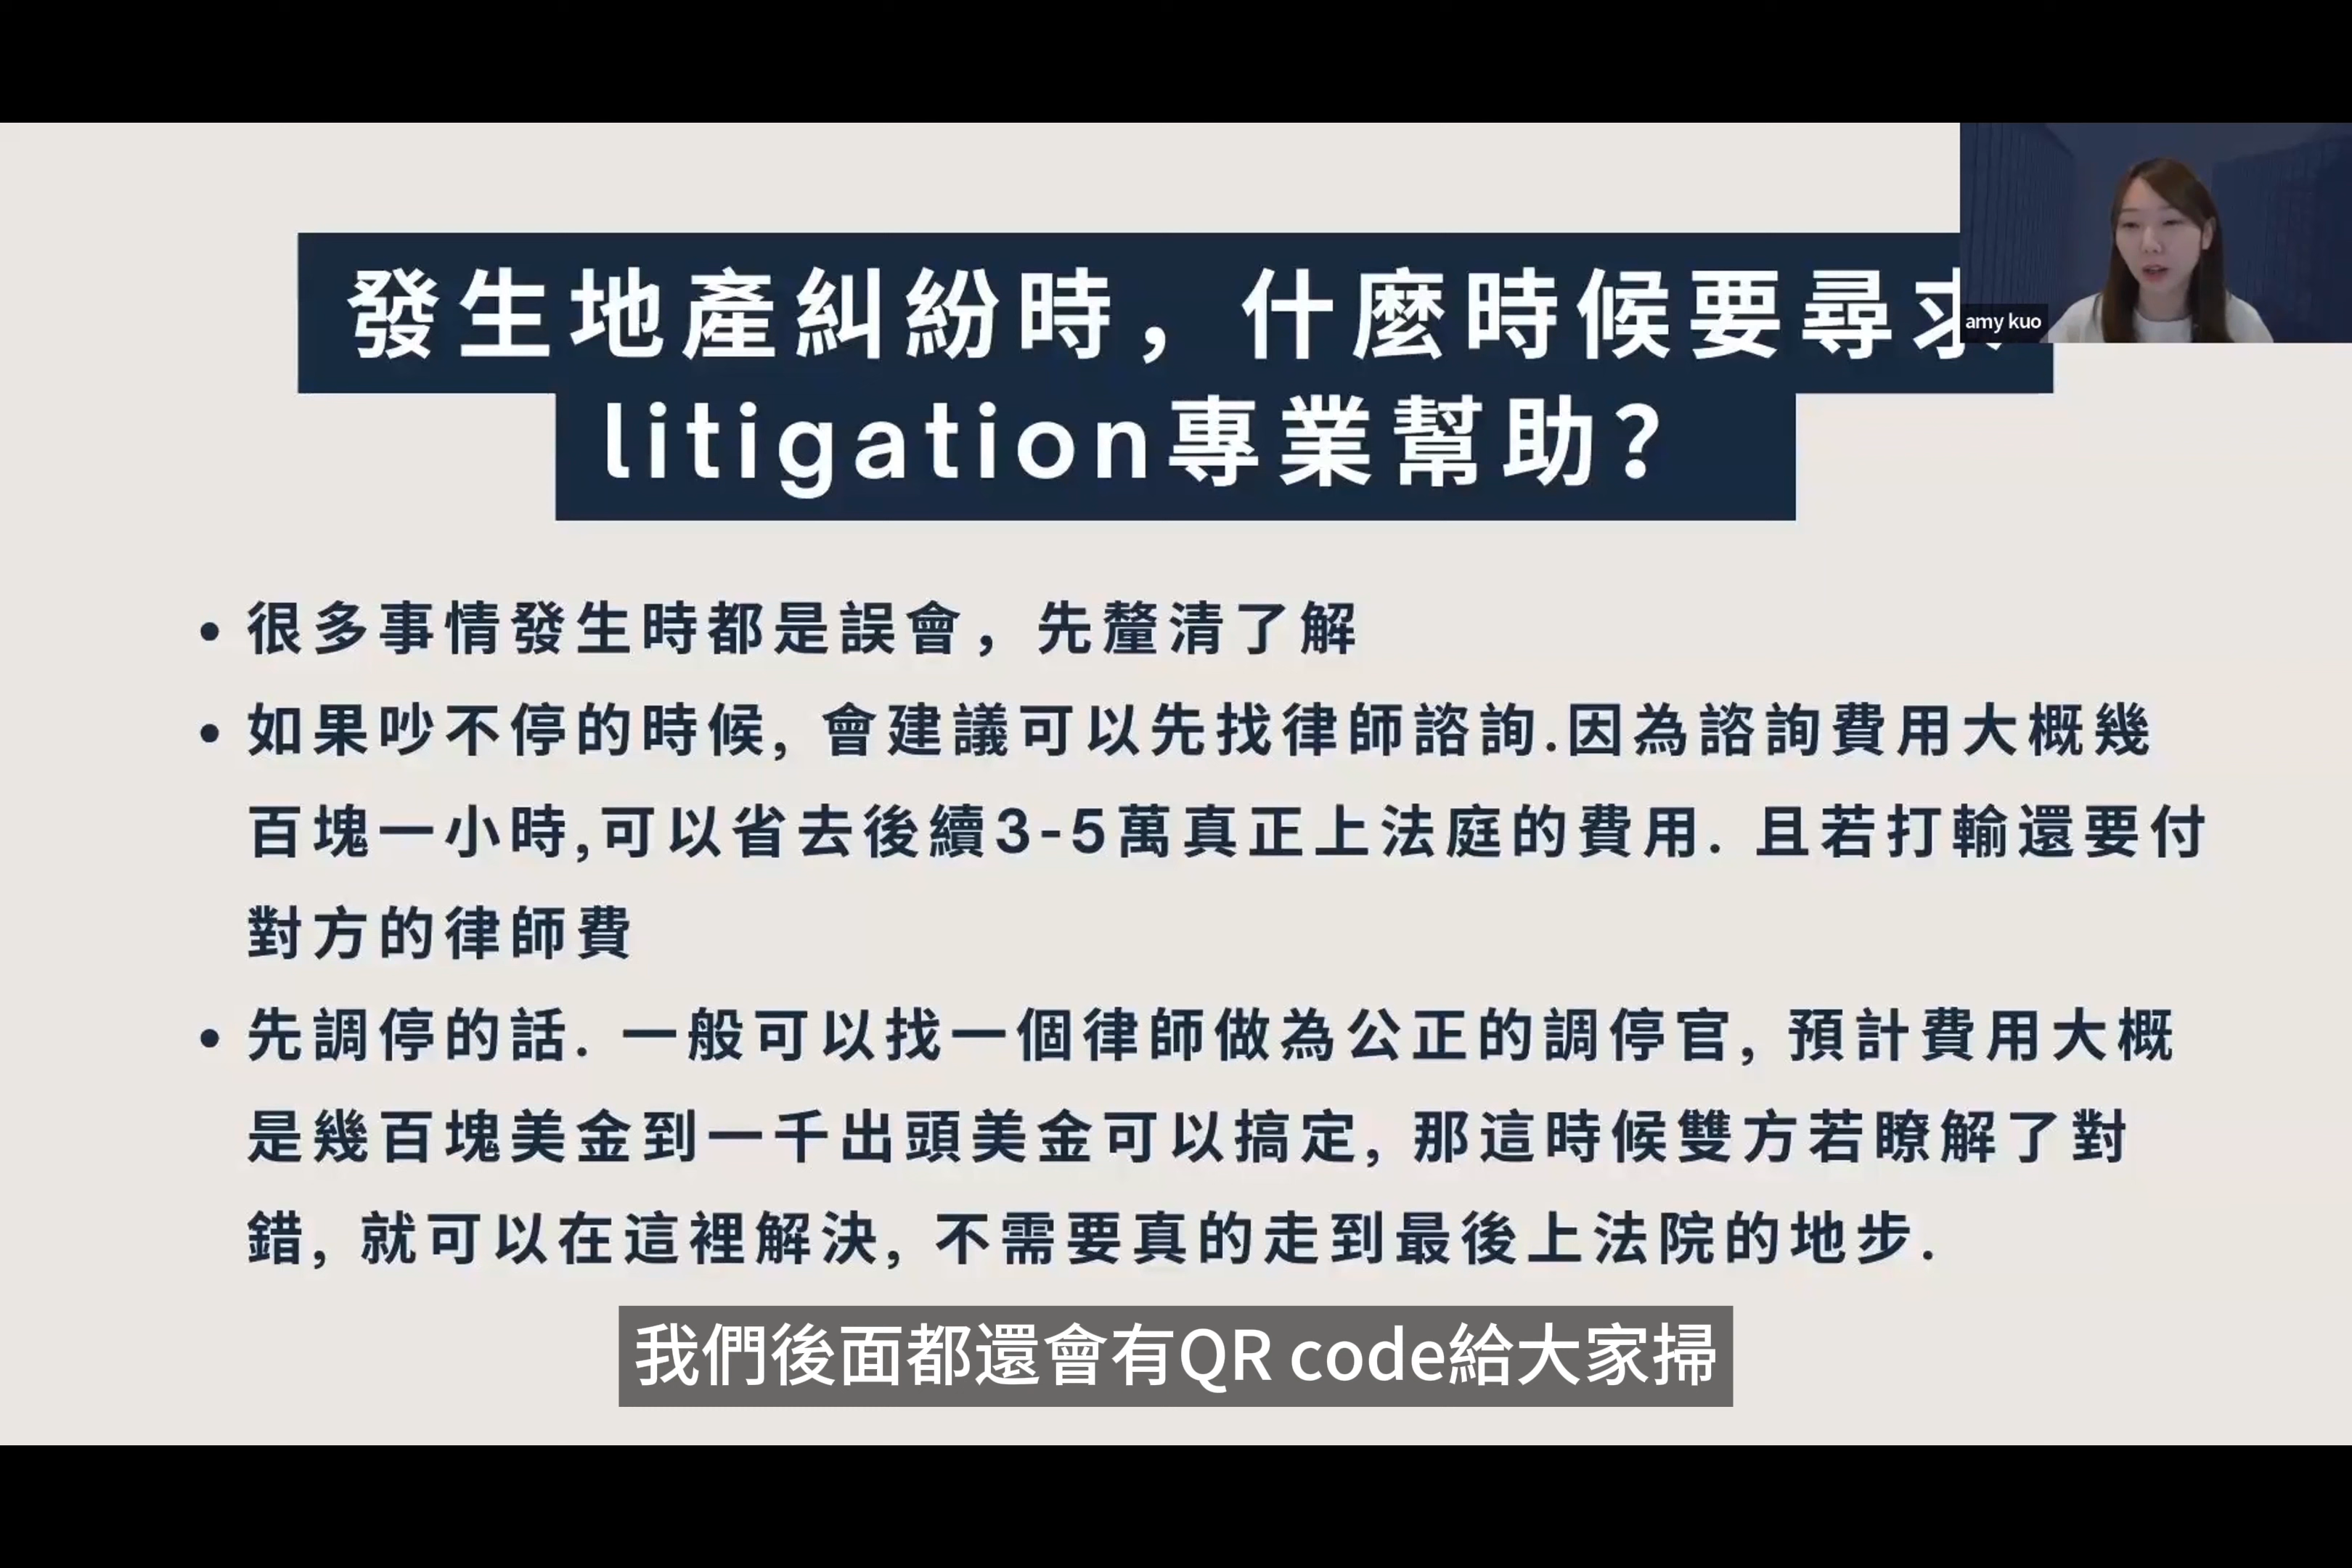 發生地產糾紛時，什麼時候要尋求
litigation專業幫助？
amy kuo
• 很多事情發生時都是誤會，先釐清了解
• 如果吵不停的時候, 會建議可以先找律師諮詢.因為諮詢費用大概幾
百塊一小時,可以省去後續3-5萬真正上法庭的費用. 且若打輸還要付
對方的律師費
• 先調停的話. 一般可以找一個律師做為公正的調停官, 預計費用大概
是幾百塊美金到一千出頭美金可以搞定, 那這時候雙方若瞭解了對
錯, 就可以在這裡解決, 不需要真的走到最後上法院的地步.
我們後面都還會有QR code給大家掃